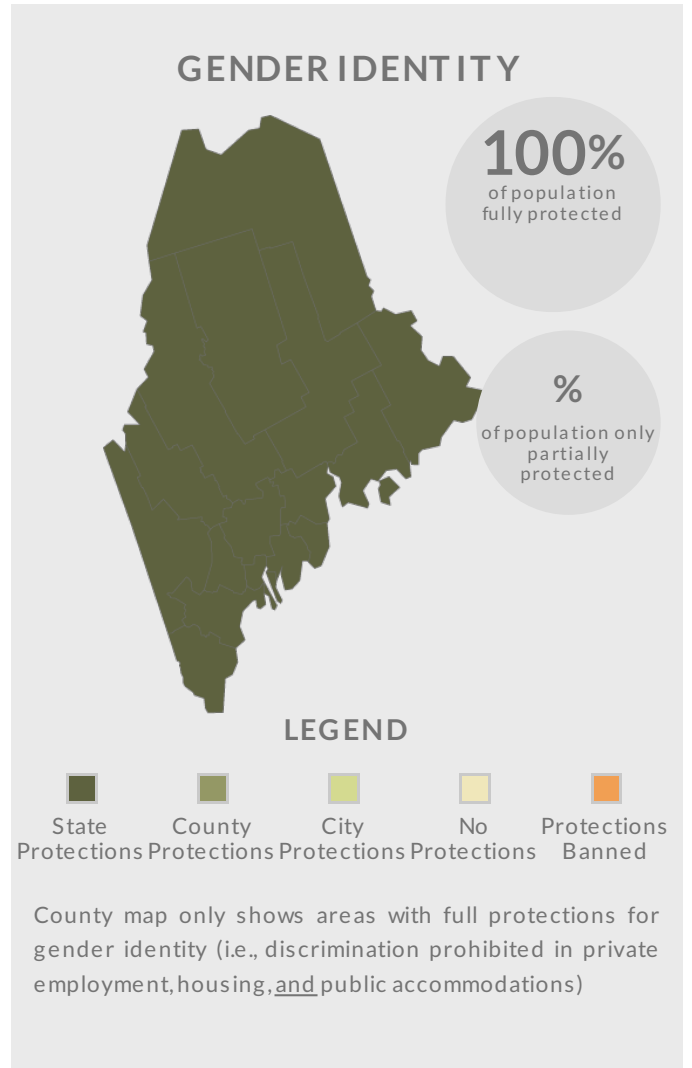 GENDER IDENTITY
100%
of population
fully protected
%
of population only
partially
protected
LEGEND
State
Protections
County
Protections
City
Protections
No
Protections
Protections
Banned
County map only shows areas with full protections for
gender identity (i.e., discrimination prohibited in private
employment, housing, and public accommodations)